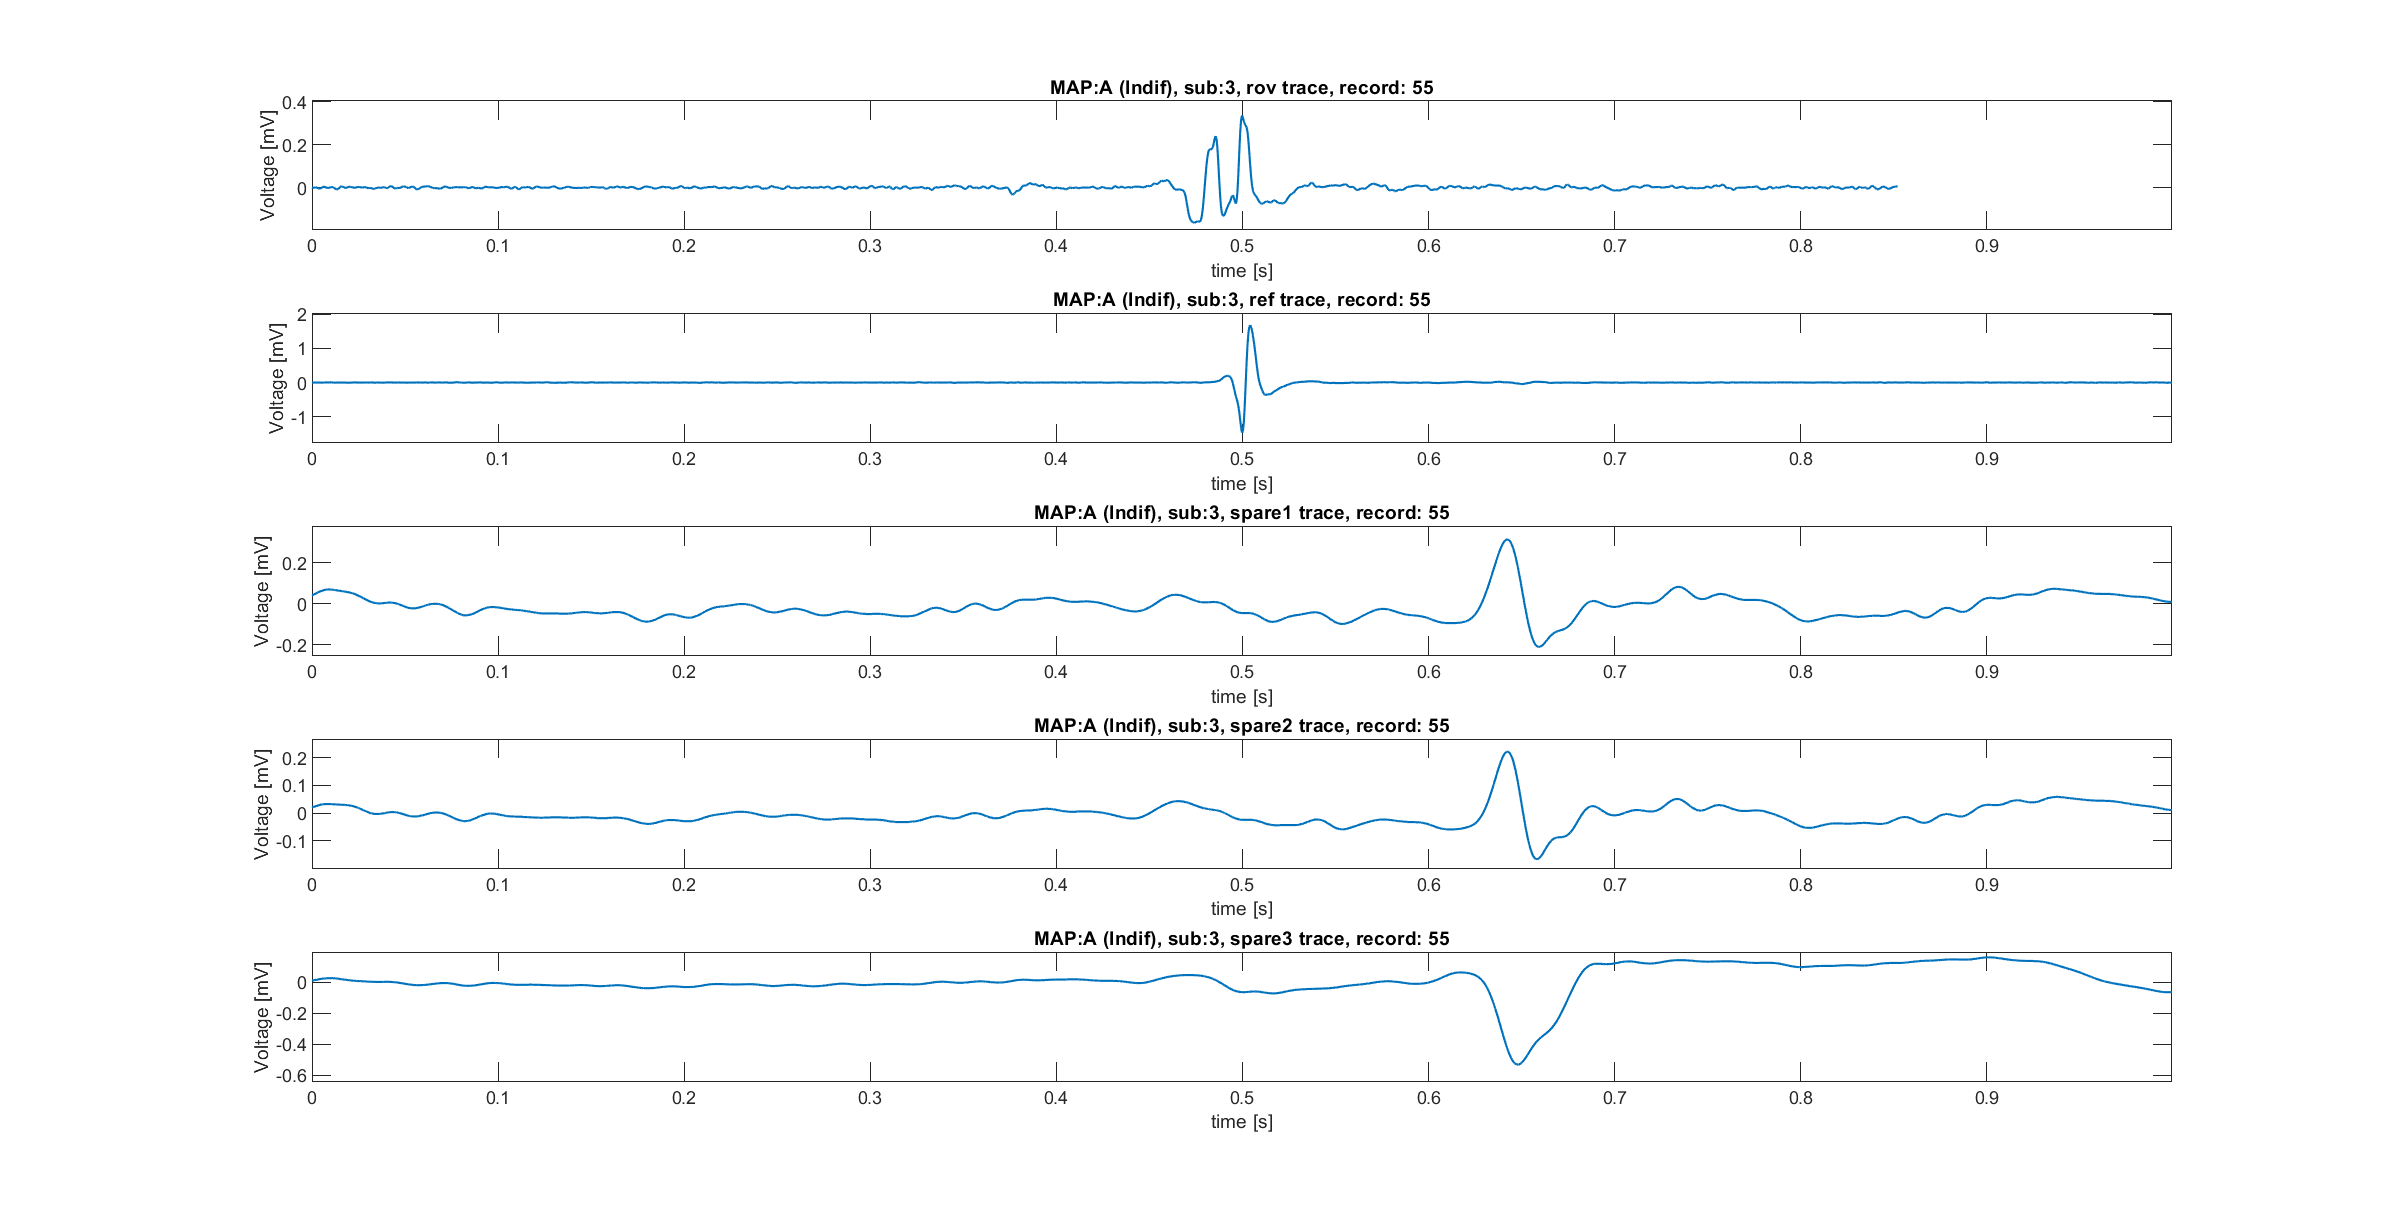 MAP:A (Indif), sub:3, rov trace, record: 55
Voltage [mV]
0.4
0.2
0
0 0.1 0.2 0.3 0.4 0.5 0.6 0.7 0.8 0.9
time [s]
MAP:A (Indif), sub:3, ref trace, record: 55
Voltage [mV]
2
1
0
-1
0 0.1 0.2 0.3 0.4 0.5 0.6 0.7 0.8 0.9
time [s]
MAP:A (Indif), sub:3, spare1 trace, record: 55
Voltage [mV]
0.2
0
-0.2
0 0.1 0.2 0.3 0.4 0.5 0.6 0.7 0.8 0.9
time [s]
MAP:A (Indif), sub:3, spare2 trace, record: 55
Voltage [mV]
0.2
0.1
0
-0.1
0 0.1 0.2 0.3 0.4 0.5 0.6 0.7 0.8 0.9
time [s]
MAP:A (Indif), sub:3, spare3 trace, record: 55
Voltage [mV]
0
-0.2
-0.4
-0.6
0 0.1 0.2 0.3 0.4 0.5 0.6 0.7 0.8 0.9
time [s]